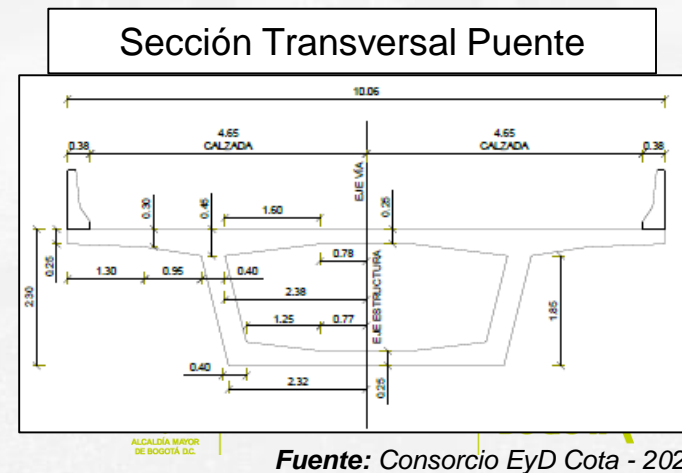 Sección Transversal Puente
10.06
4.65
4.65
0.38
CALZADA
CALZADA
0.38
EJE VÍA
0.30
0.45
1.60
0.25
0.25
0.78
1.30
0.95
0.40
2.30
2.38
EJE ESTRUCTURA
1.85
1.25
0.77
0.40
2.32
0.25
ALCALDÍA MAYOR
DE BOGOTÁ D.C.
Fuente: Consorcio EyD Cota - 202